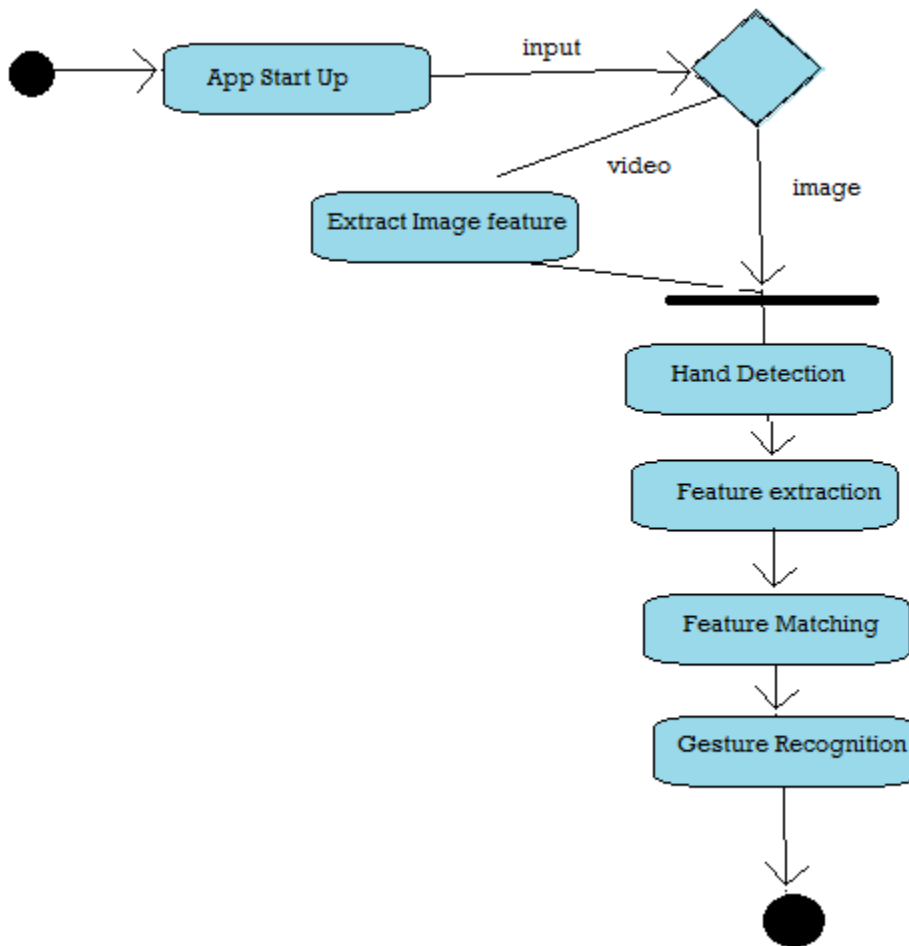 App Start Up
input
video
image
Extract Image feature
Hand Detection
Feature extraction
Feature Matching
Gesture Recognition